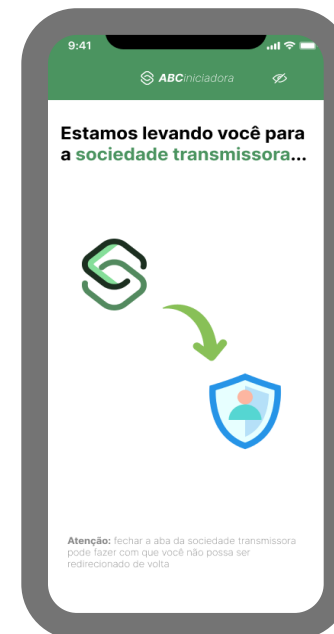 9:41
ABCiniciadora
Estamos levando você para
a sociedade transmissora...
Atenção: fechar a aba da sociedade transmissora
pode fazer com que você não possa ser
redirecionado de volta